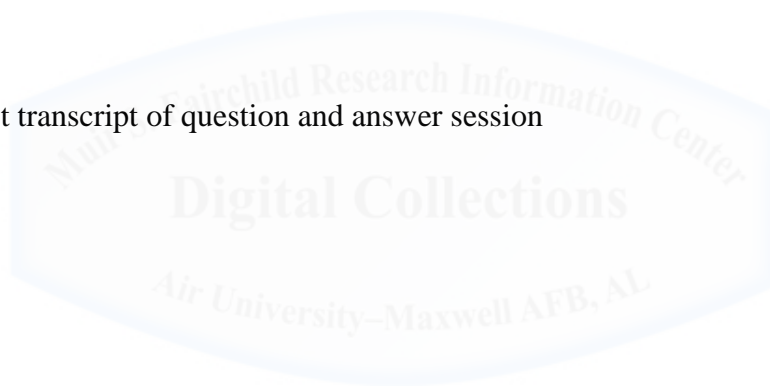 t transcript of question and answer session
Muir S. Fairchild Research Information Center
Digital Collections
Air University–Maxwell AFB, AL